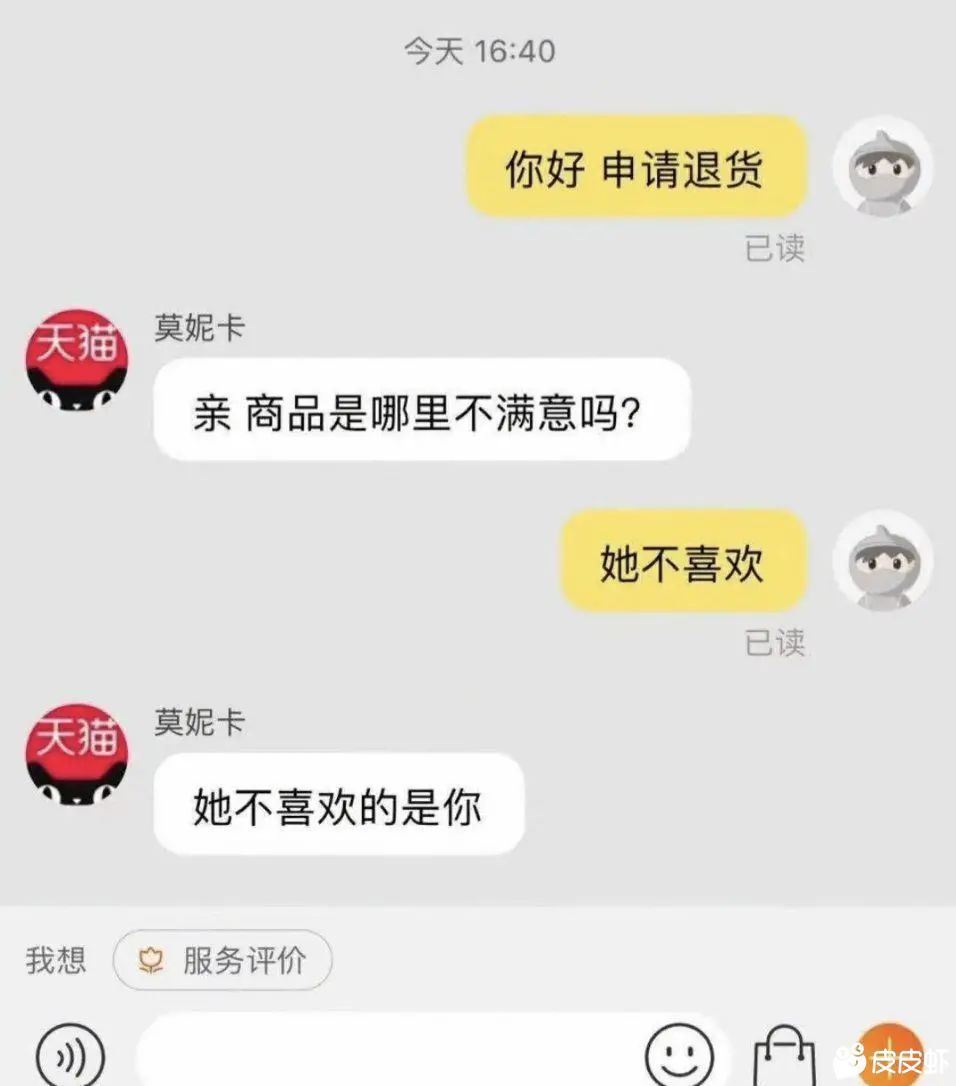 今天 16:40
你好 申请退货
已读
天猫
莫妮卡
亲 商品是哪里不满意吗?
她不喜欢
已读
天猫
莫妮卡
她不喜欢的是你
我想
服务评价
皮皮虾